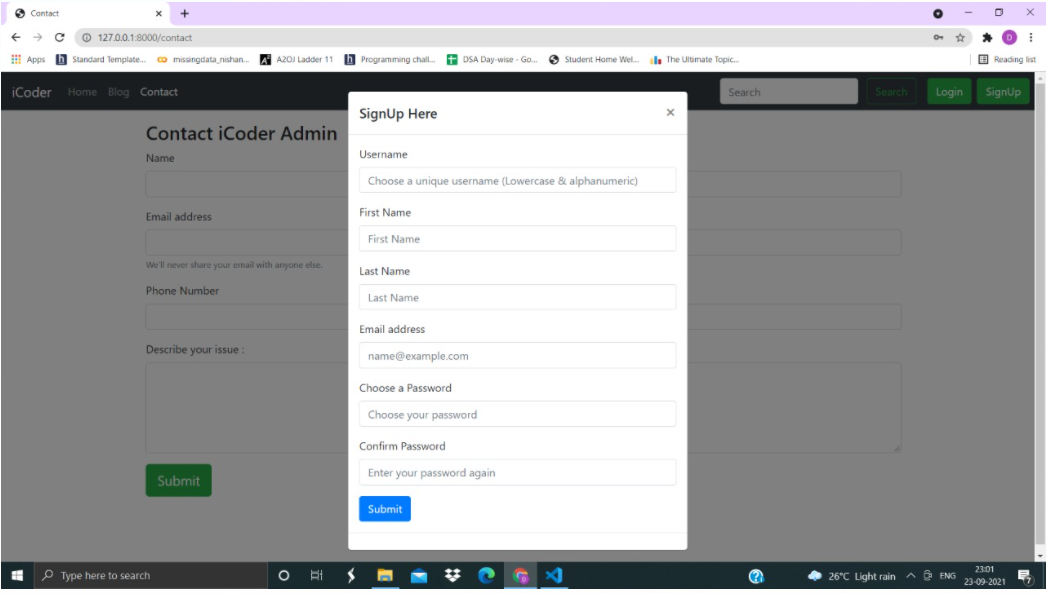 Contact
127.0.0.1:8000/contact
D
Apps
Standard Template...
missingdata_nishan...
A2OJ Ladder 11
Programming chall...
DSA Day-wise - Go...
Student Home Wel...
The Ultimate Topic...
Reading list
iCoder Home Blog Contact
Search
Search
Login
SignUp
Contact iCoder Admin
Name
Email address
We'll never share your email with anyone else.
Phone Number
Describe your issue :
Submit
SignUp Here
×
Username
Choose a unique username (Lowercase & alphanumeric)
First Name
First Name
Last Name
Last Name
Email address
name@example.com
Choose a Password
Choose your password
Confirm Password
Enter your password again
Submit
Type here to search
26°C Light rain
ENG
23:01
23-09-2021
7